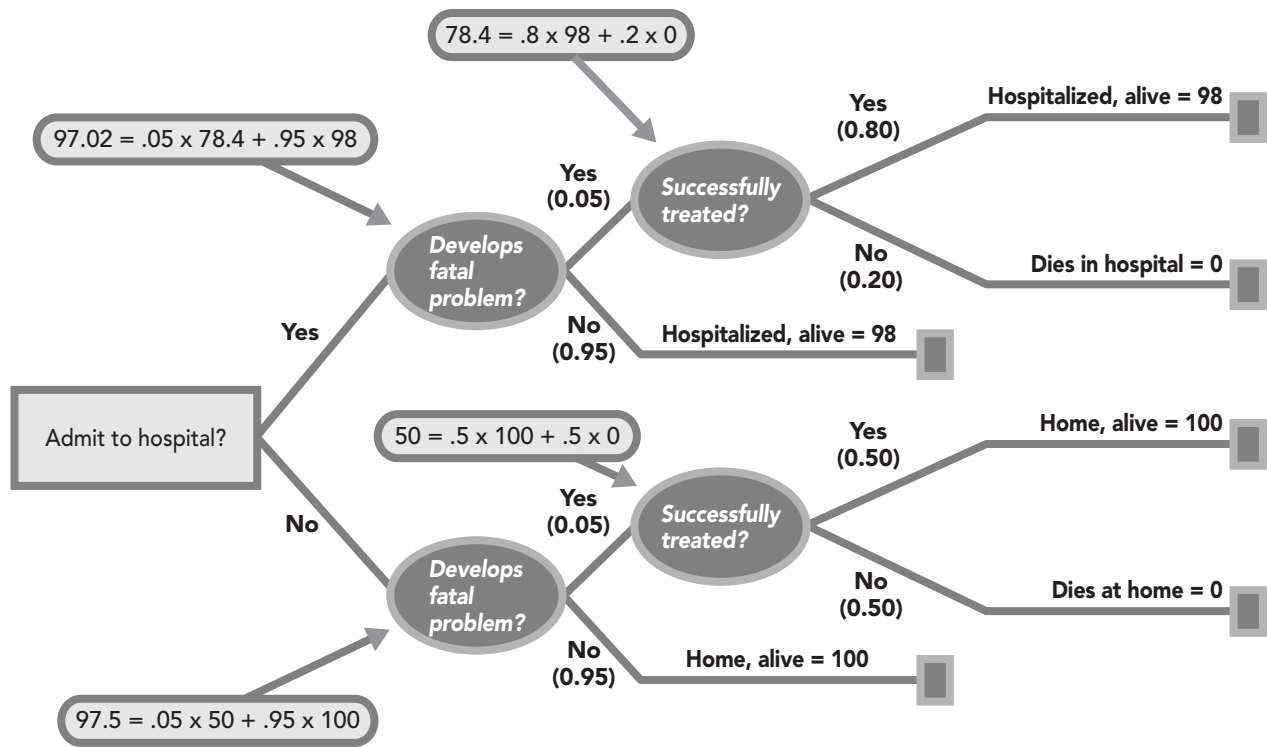 78.4 = .8 x 98 + .2 x 0
97.02 = .05 x 78.4 + .95 x 98
Yes
(0.80)
Hospitalized, alive = 98
Yes
(0.05)
Successfully
treated?
Develops
fatal
problem?
No
(0.20)
Dies in hospital = 0
No
(0.95)
Hospitalized, alive = 98
Yes
Admit to hospital?
No
50 = .5 x 100 + .5 x 0
Yes
(0.50)
Home, alive = 100
Yes
(0.05)
Successfully
treated?
Develops
fatal
problem?
No
(0.50)
Dies at home = 0
No
(0.95)
Home, alive = 100
97.5 = .05 x 50 + .95 x 100